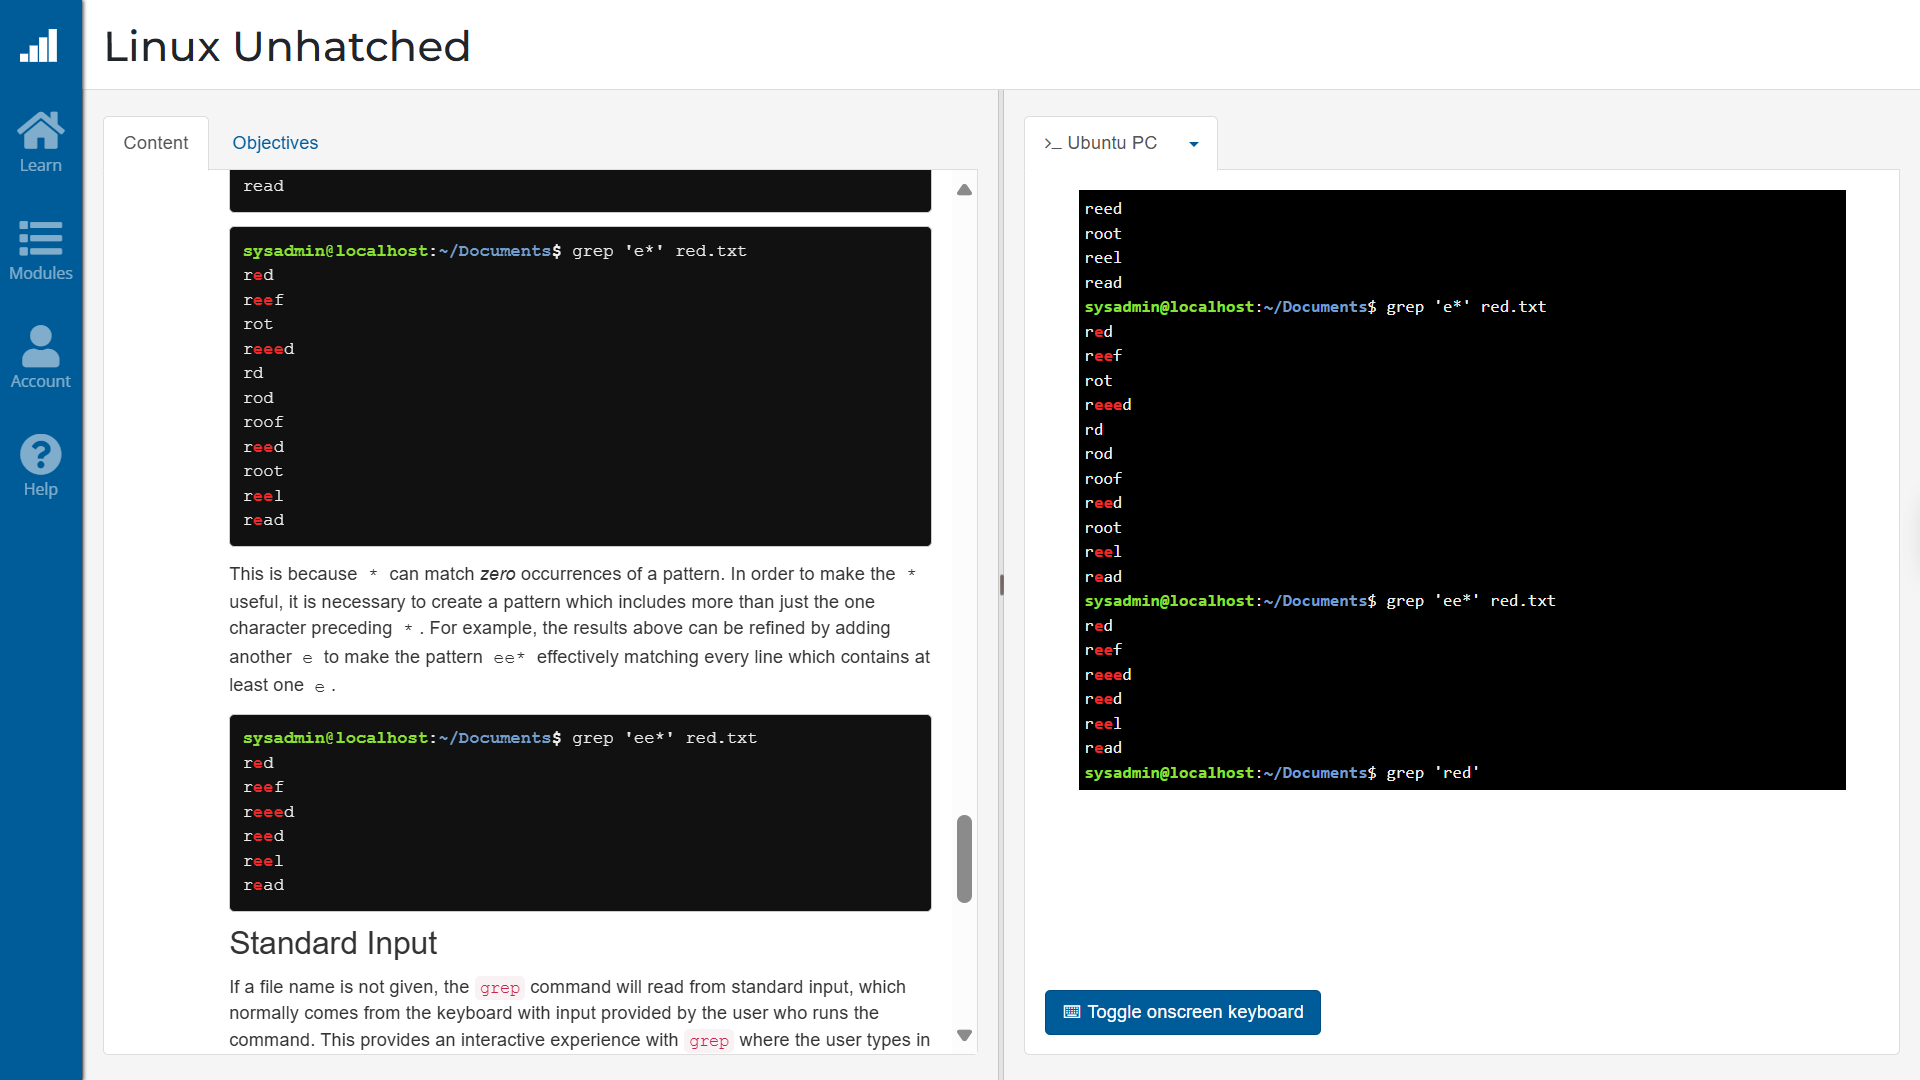 Linux Unhatched
Learn
Modules
Account
Help
Content
Objectives
read
sysadmin@localhost:~/Documents$ grep 'e*' red.txt
red
reef
rot
reeed
rd
rod
roof
reed
root
reel
read
This is because * can match zero occurrences of a pattern. In order to make the *
useful, it is necessary to create a pattern which includes more than just the one
character preceding * . For example, the results above can be refined by adding
another e to make the pattern ee* effectively matching every line which contains at
least one e .
sysadmin@localhost:~/Documents$ grep 'ee*' red.txt
red
reef
reeed
reed
reel
read
Standard Input
If a file name is not given, the grep command will read from standard input, which
normally comes from the keyboard with input provided by the user who runs the
command. This provides an interactive experience with grep where the user types in
>_ Ubuntu PC
reed
root
reel
read
sysadmin@localhost:~/Documents$ grep 'e*' red.txt
red
reef
rot
reeed
rd
rod
roof
reed
root
reel
read
sysadmin@localhost:~/Documents$ grep 'ee*' red.txt
red
reef
reeed
reed
reel
read
sysadmin@localhost:~/Documents$ grep 'red'
Toggle onscreen keyboard